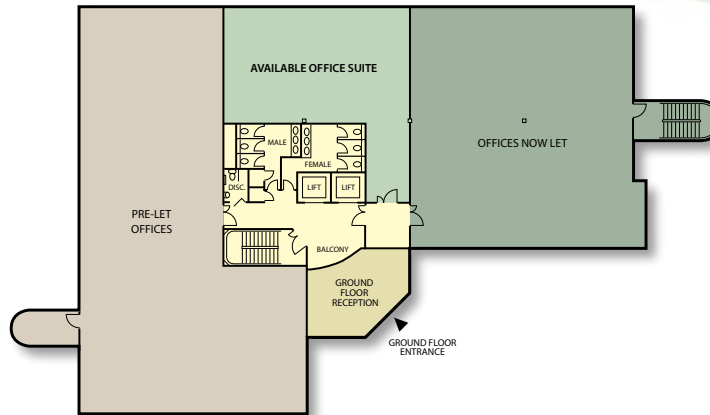 AVAILABLE OFFICE SUITE
MALE
FEMALE
OFFICES NOW LET
DISC.
LIFT
LIFT
PRE-LET
OFFICES
BALCONY
GROUND
FLOOR
RECEPTION
GROUND FLOOR
ENTRANCE